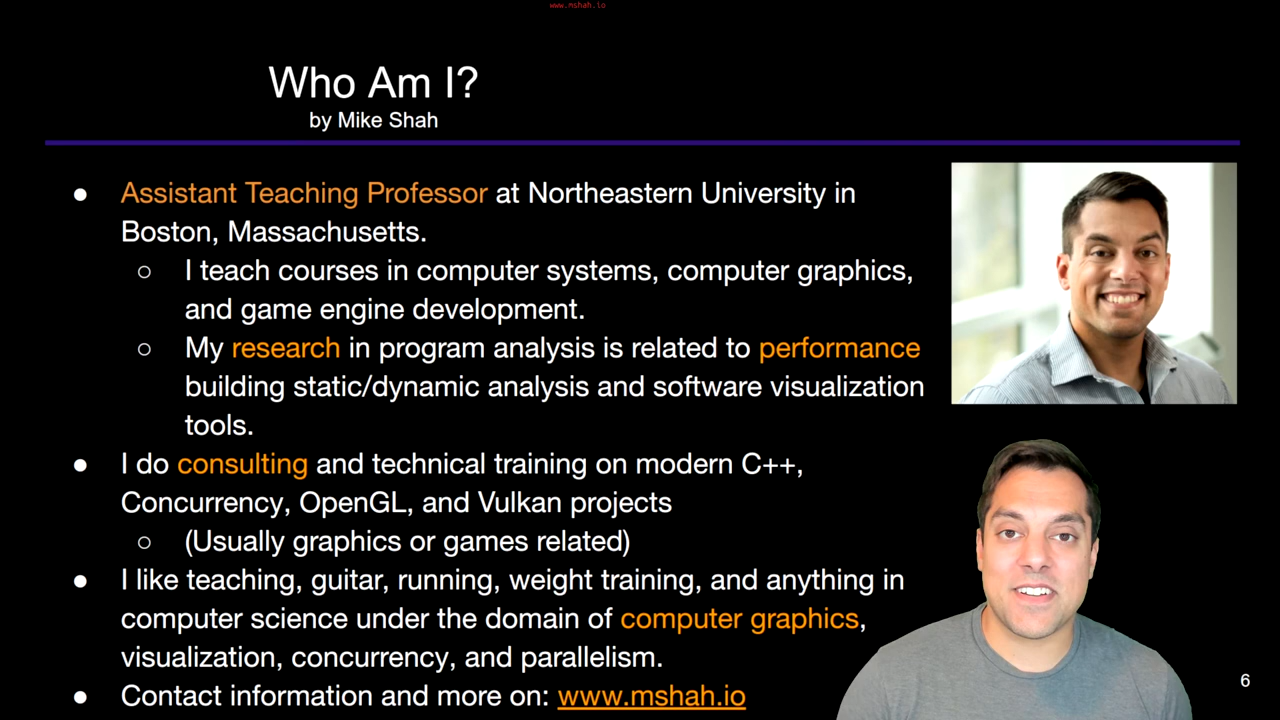 www.mshah.io
Who Am I?
by Mike Shah
● Assistant Teaching Professor at Northeastern University in
Boston, Massachusetts.
○ I teach courses in computer systems, computer graphics,
and game engine development.
○ My research in program analysis is related to performance
building static/dynamic analysis and software visualization
tools.
● I do consulting and technical training on modern C++,
Concurrency, OpenGL, and Vulkan projects
○ (Usually graphics or games related)
● I like teaching, guitar, running, weight training, and anything in
computer science under the domain of computer graphics,
visualization, concurrency, and parallelism.
● Contact information and more on: www.mshah.io
6